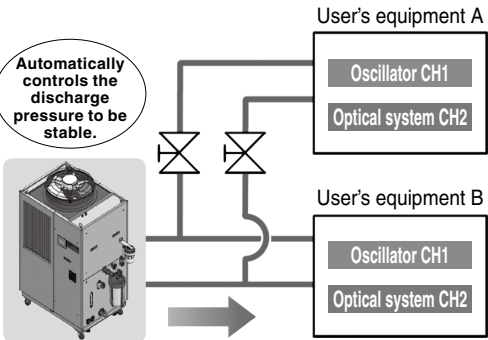 User's equipment A
Automatically
controls the
discharge
pressure to be
stable.
Oscillator CH1
Optical system CH2
User's equipment B
Oscillator CH1
Optical system CH2